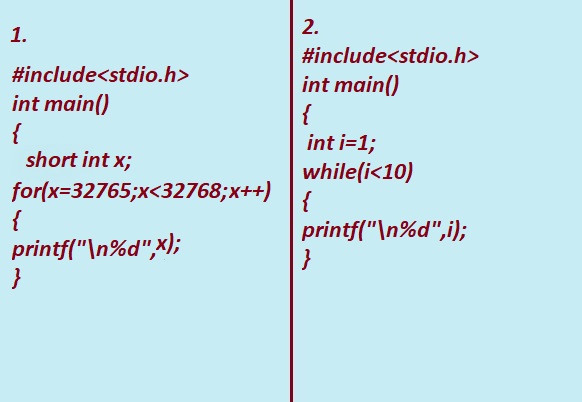 1.
#include<stdio.h>
int main()
{
short int x;
for(x=32765;x<32768;x++)
{
printf("\n%d",x);
}
2.
#include<stdio.h>
int main()
{
int i=1;
while(i<10)
{
printf("\n%d",i);
}